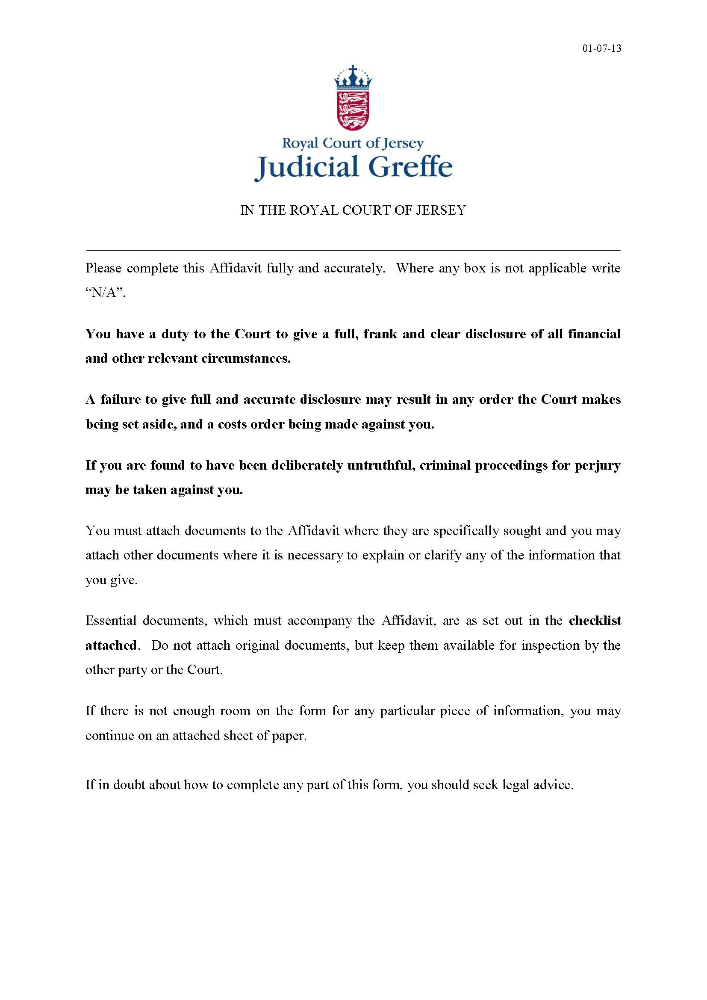 01-07-13
Royal Court of Jersey
Judicial Greffe
IN THE ROYAL COURT OF JERSEY
Please complete this Affidavit fully and accurately.  Where any box is not applicable write
“N/A”.
You have a duty to the Court to give a full, frank and clear disclosure of all financial
and other relevant circumstances.
A failure to give full and accurate disclosure may result in any order the Court makes
being set aside, and a costs order being made against you.
If you are found to have been deliberately untruthful, criminal proceedings for perjury
may be taken against you.
You must attach documents to the Affidavit where they are specifically sought and you may
attach other documents where it is necessary to explain or clarify any of the information that
you give.
Essential documents, which must accompany the Affidavit, are as set out in the checklist
attached.  Do not attach original documents, but keep them available for inspection by the
other party or the Court.
If there is not enough room on the form for any particular piece of information, you may
continue on an attached sheet of paper.
If in doubt about how to complete any part of this form, you should seek legal advice.